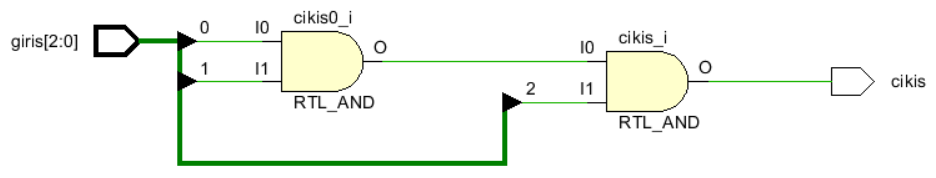 cikis0_i
giris[2:0]
0
I0
O
1
I1
RTL_AND
cikis_i
I0
O
2
I1
RTL_AND
cikis